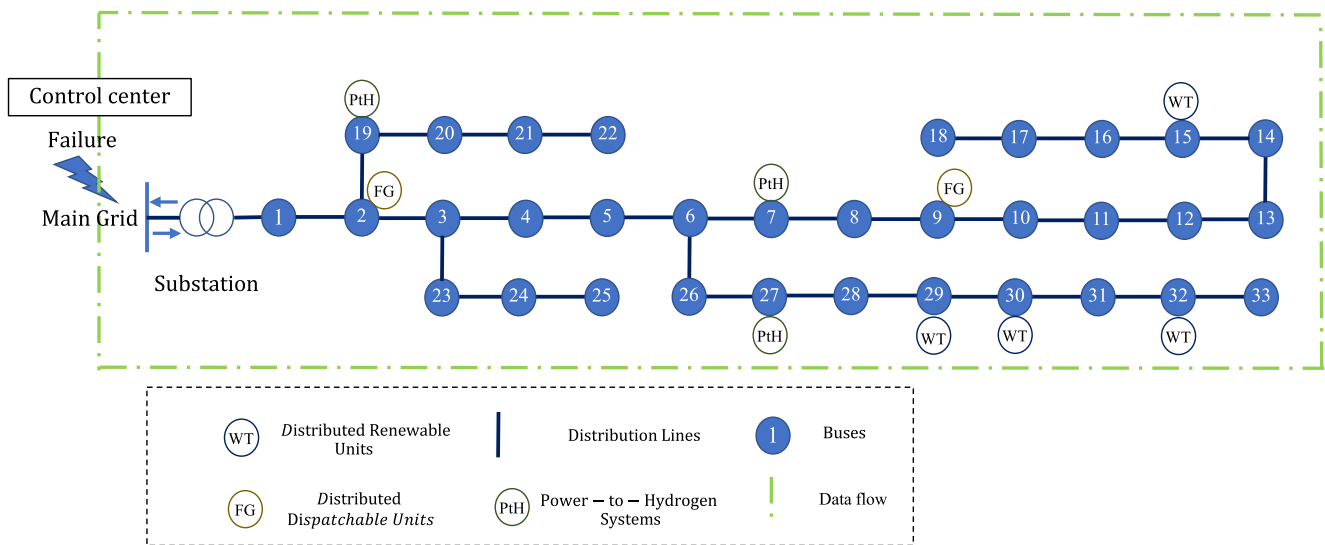 Control center
Failure
Main Grid
Substation
PtH
19 20 21 22
FG
1 2 3 4 5 6 7 8 9 10 11 12 13
PtH
FG
WT
18 17 16 15 14
23 24 25
26 27 28 29 30 31 32 33
PtH
WT
WT
WT
WT
Distributed Renewable
Units
Distribution Lines
1
Buses
FG
Distributed
Dispatchable Units
PtH
Power – to – Hydrogen
Systems
Data flow